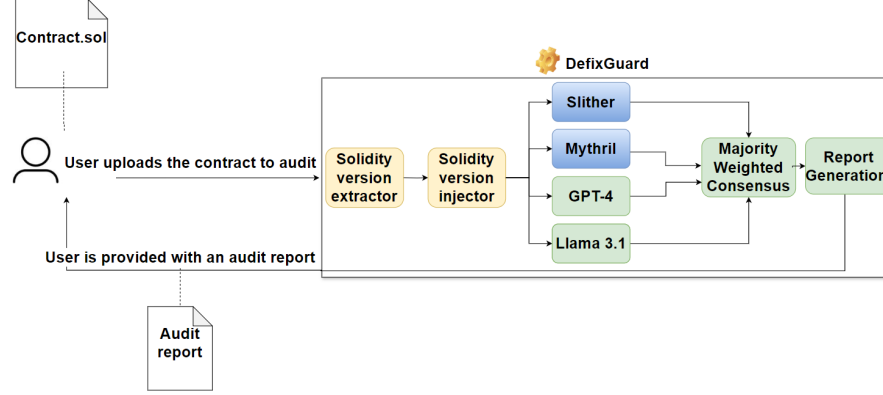 Contract.sol
DefixGuard
User uploads the contract to audit
Solidity
version
extractor
Solidity
version
injector
Slither
Mythril
GPT-4
Llama 3.1
Majority
Weighted
Consensus
Report
Generation
User is provided with an audit report
Audit
report